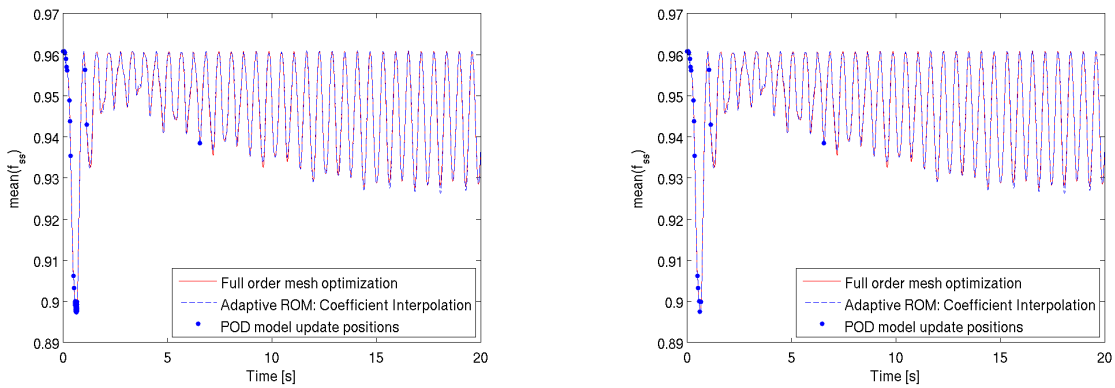 0.97
0.96
0.95
0.94
0.93
0.92
0.91
0.9
0.89
mean(f_ss)
0 5 10 15 20
Time [s]
Full order mesh optimization
Adaptive ROM: Coefficient Interpolation
POD model update positions
0.97
0.96
0.95
0.94
0.93
0.92
0.91
0.9
0.89
mean(f_ss)
0 5 10 15 20
Time [s]
Full order mesh optimization
Adaptive ROM: Coefficient Interpolation
POD model update positions